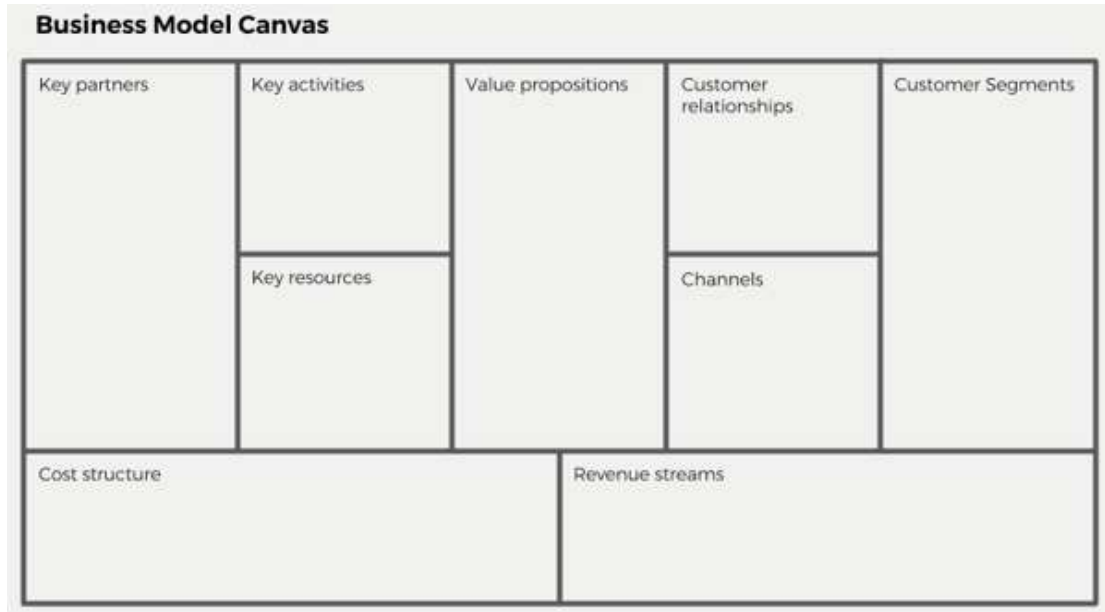 Business Model Canvas
Key partners
Key activities
Value propositions
Customer
relationships
Customer Segments
Key resources
Channels
Cost structure
Revenue streams